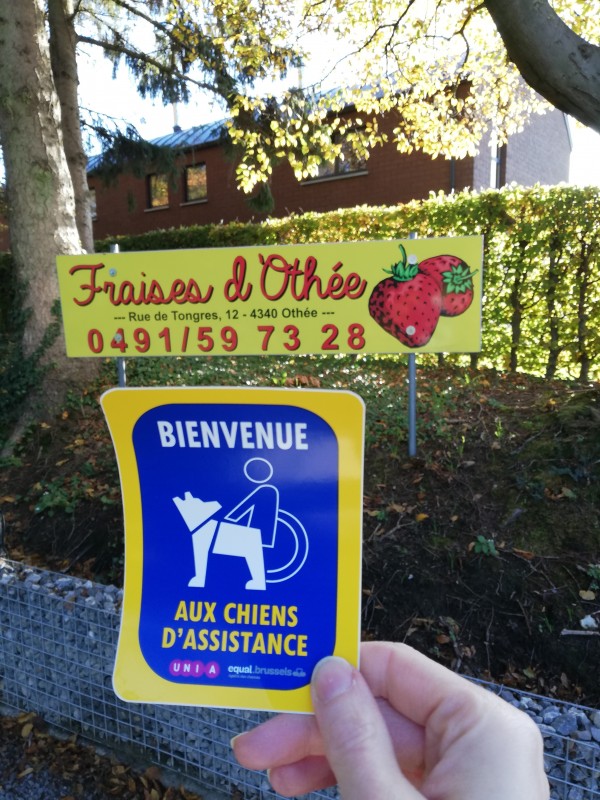 Fraises d'Othée
--- Rue de Tongres, 12 - 4340 Othée ---
0491/59 73 28
BIENVENUE
AUX CHIENS
D'ASSISTANCE
UNIA equal.brussels